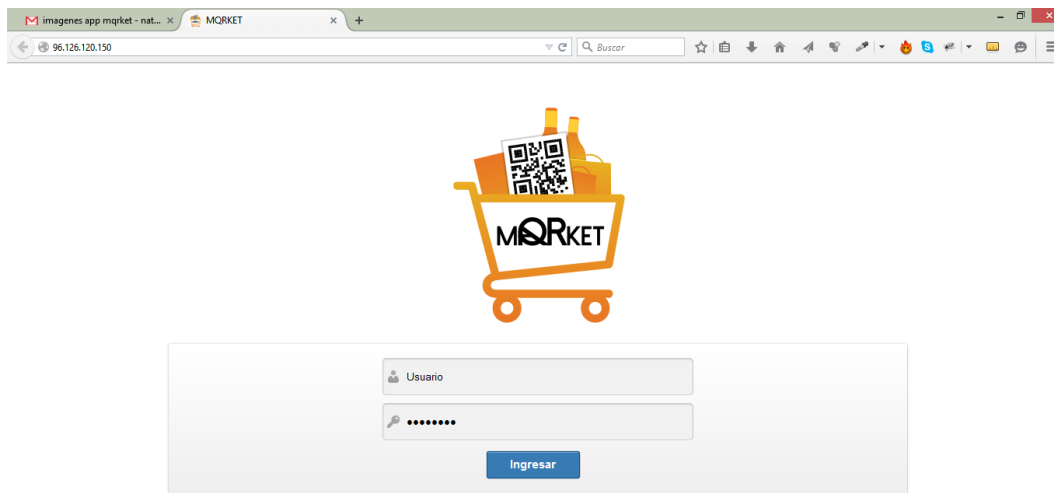 imagenes app mqrket - nat...
MQRKET
96.126.120.150
Buscar
MQRKET
Usuario
••••••••
Ingresar